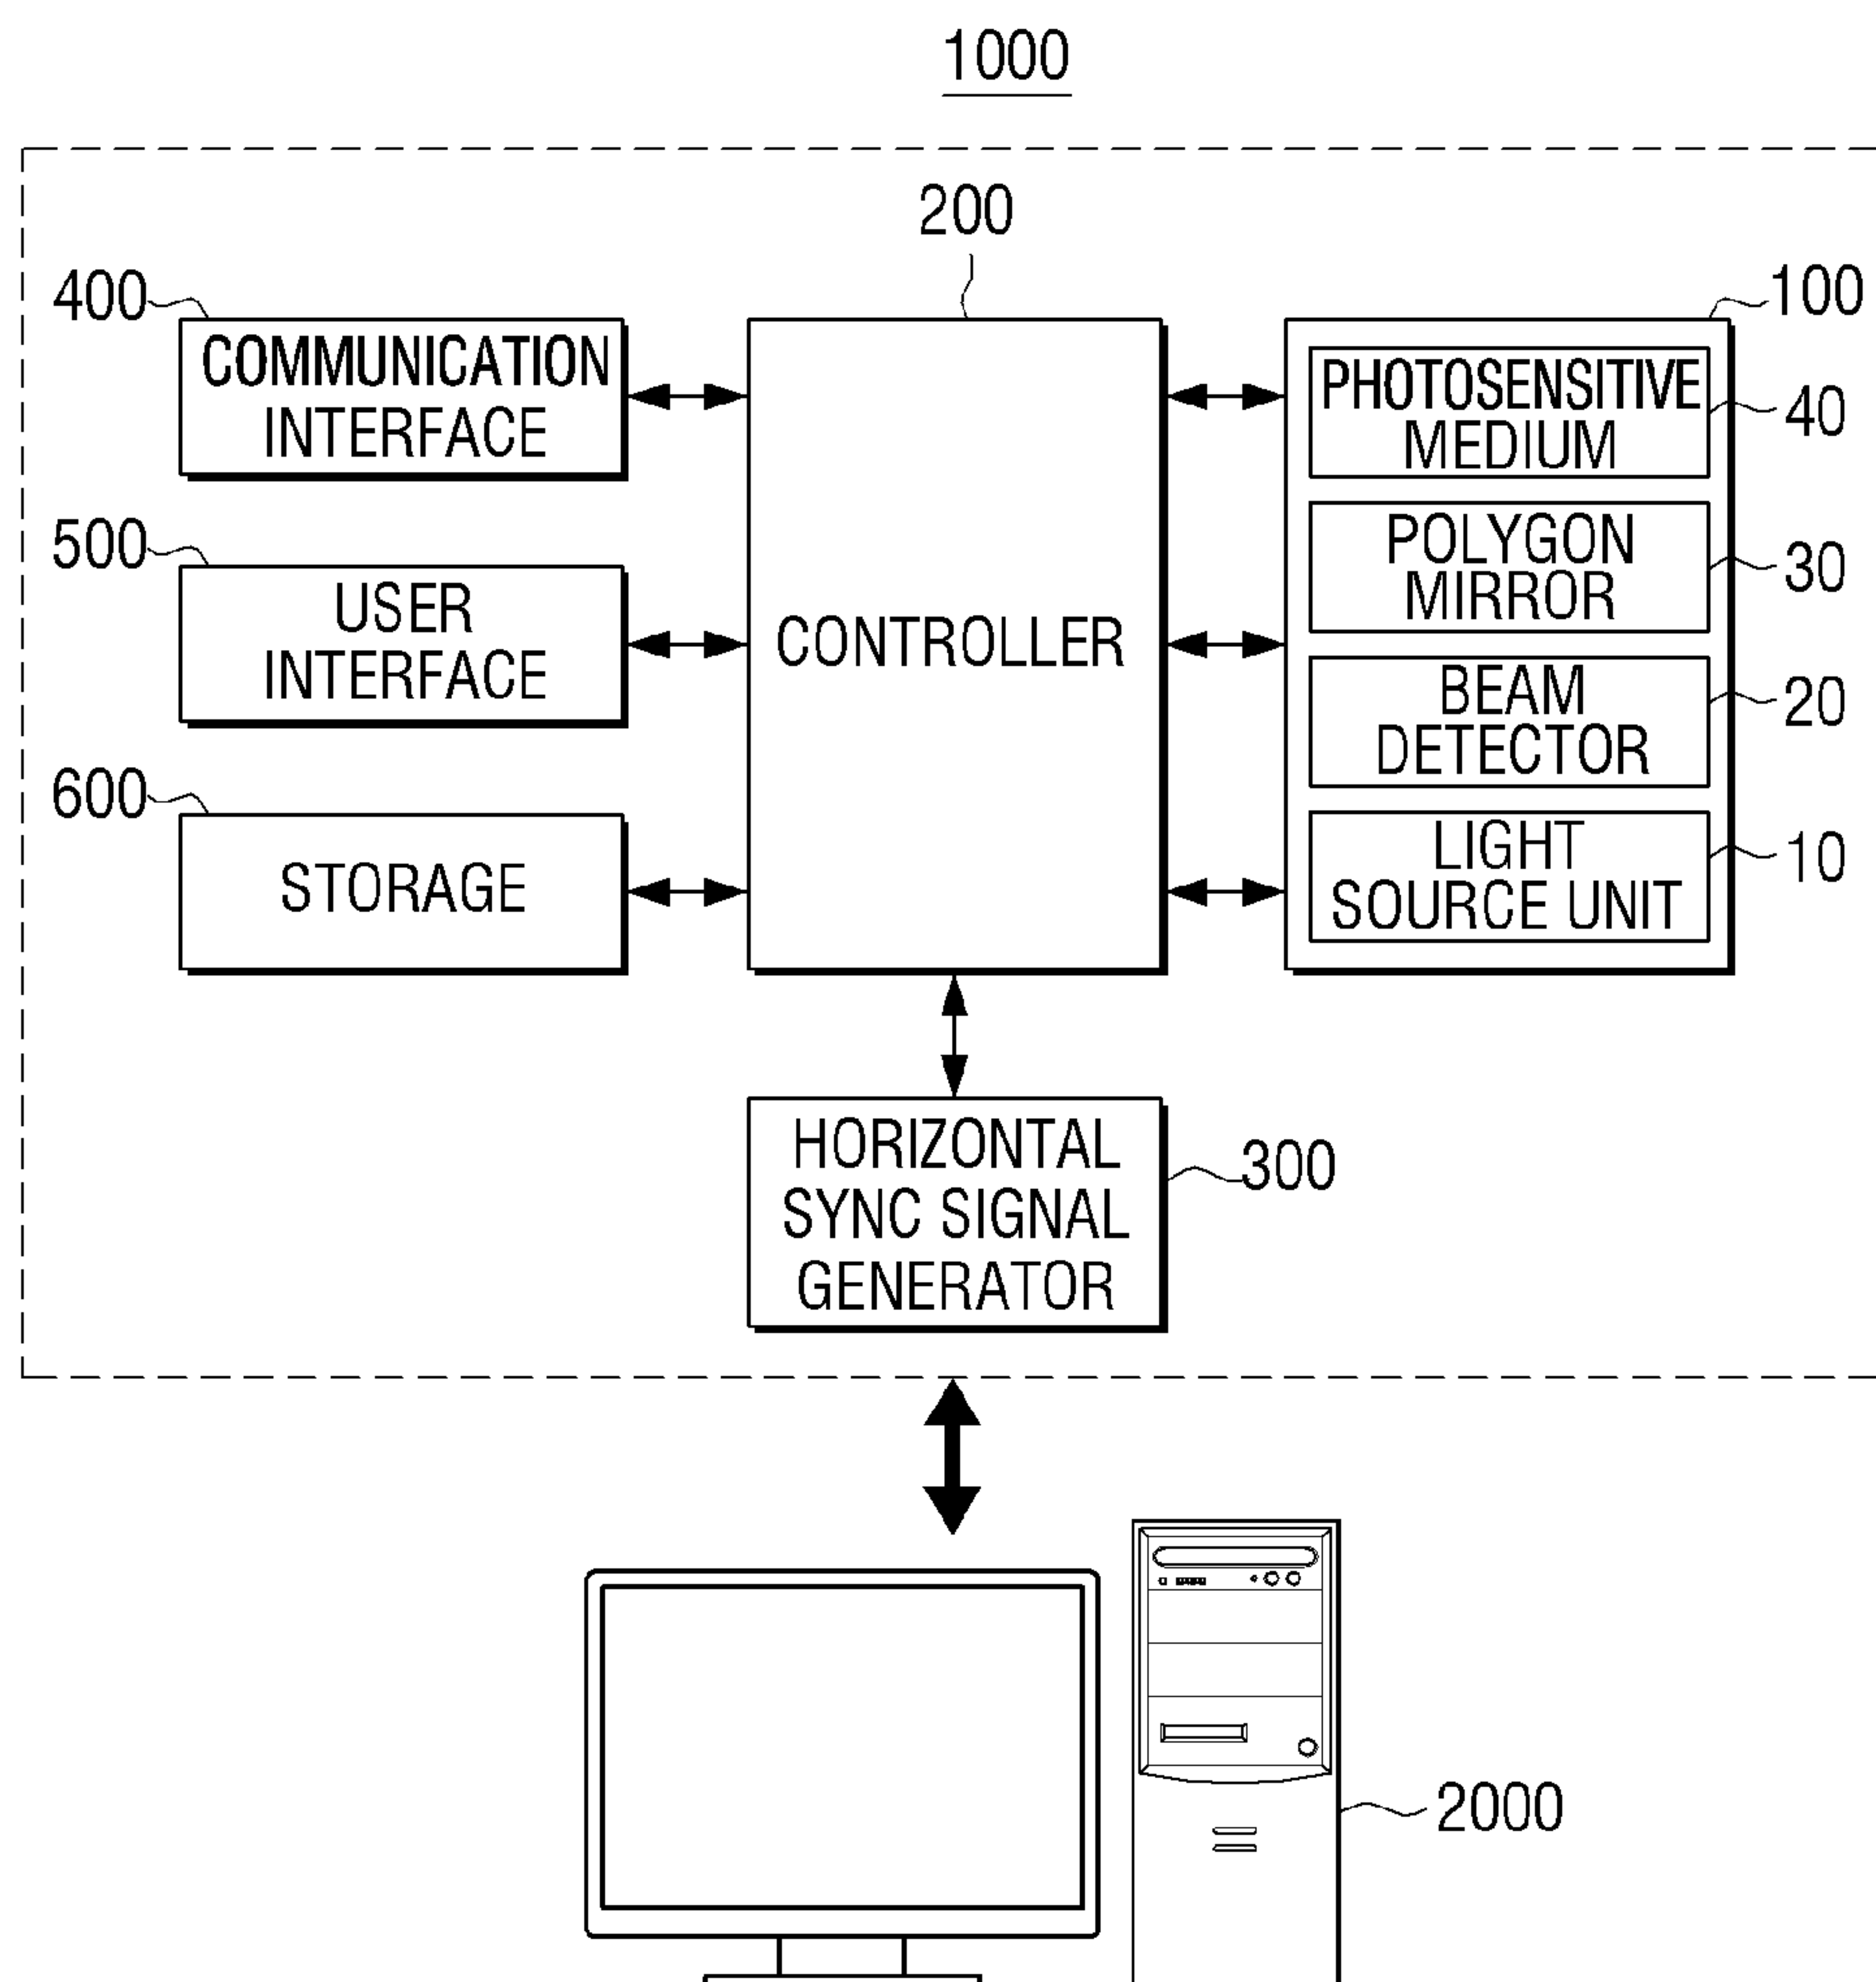 1000
200
400
100
COMMUNICATION
INTERFACE
PHOTOSENSITIVE
MEDIUM
40
500
USER
INTERFACE
CONTROLLER
POLYGON
MIRROR
30
BEAM
DETECTOR
20
600
STORAGE
LIGHT
SOURCE UNIT
10
HORIZONTAL
SYNC SIGNAL
GENERATOR
300
2000